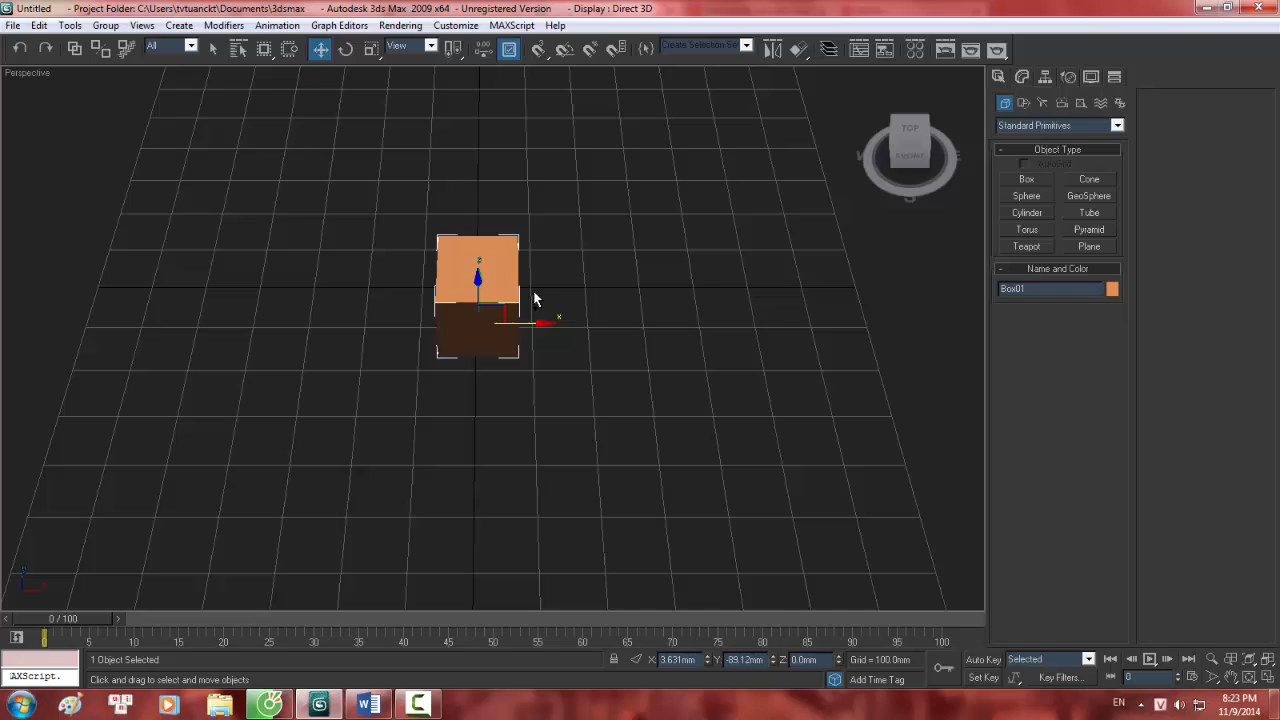 Untitled - Project Folder: C:\Users\tvtuanckt\Documents\3dsmax - Autodesk 3ds Max 2009 x64 - Unregistered Version - Display : Direct 3D
File Edit Tools Group Views Create Modifiers Animation Graph Editors Rendering Customize MAXScript Help
All View Create Selection Se
Perspective
TOP
FRONT
S
Standard Primitives
- Object Type
AutoGrid
Box Cone
Sphere GeoSphere
Cylinder Tube
Torus Pyramid
Teapot Plane
- Name and Color
Box01
z
x
0 / 100
0 5 10 15 20 25 30 35 40 45 50 55 60 65 70 75 80 85 90 95 100
1 Object Selected X: 3.631mm Y: -89.12mm Z: 0.0mm Grid = 100.0mm Auto Key Selected
AXScript. Click and drag to select and move objects Add Time Tag Set Key Key Filters... 0
EN 8:23 PM
11/9/2014